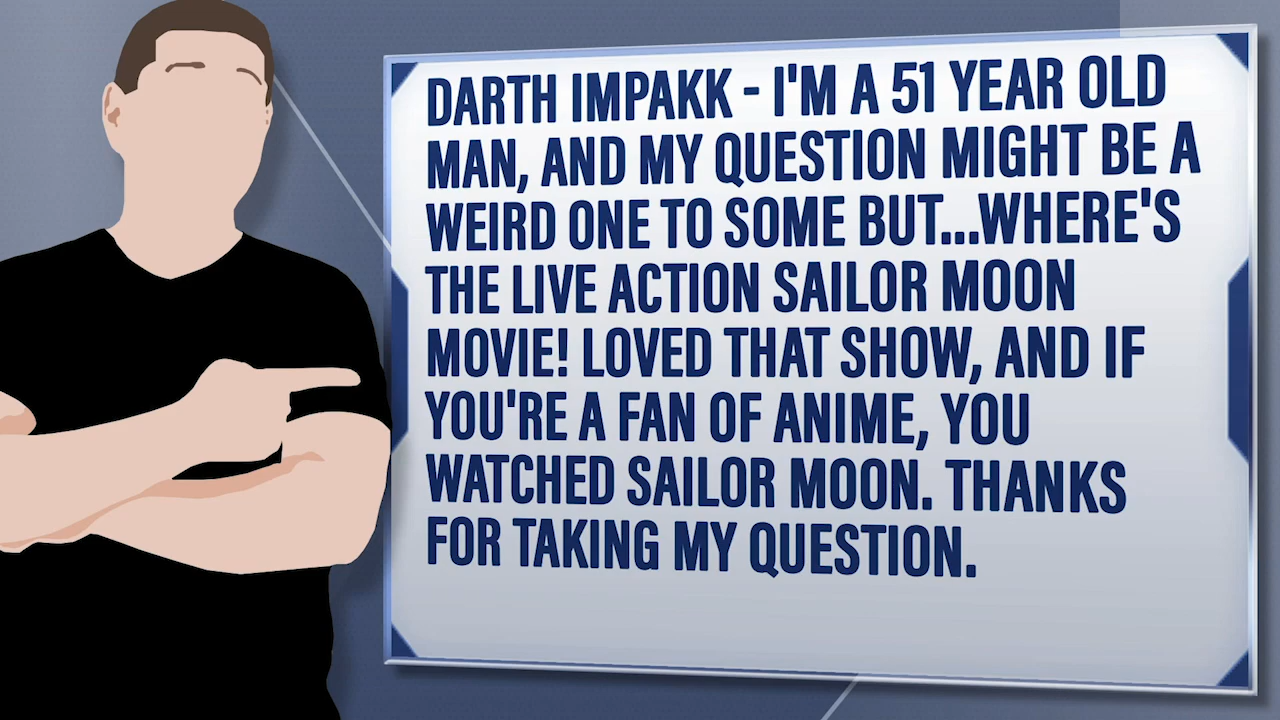 DARTH IMPAKK - I'M A 51 YEAR OLD
MAN, AND MY QUESTION MIGHT BE A
WEIRD ONE TO SOME BUT...WHERE'S
THE LIVE ACTION SAILOR MOON
MOVIE! LOVED THAT SHOW, AND IF
YOU'RE A FAN OF ANIME, YOU
WATCHED SAILOR MOON. THANKS
FOR TAKING MY QUESTION.